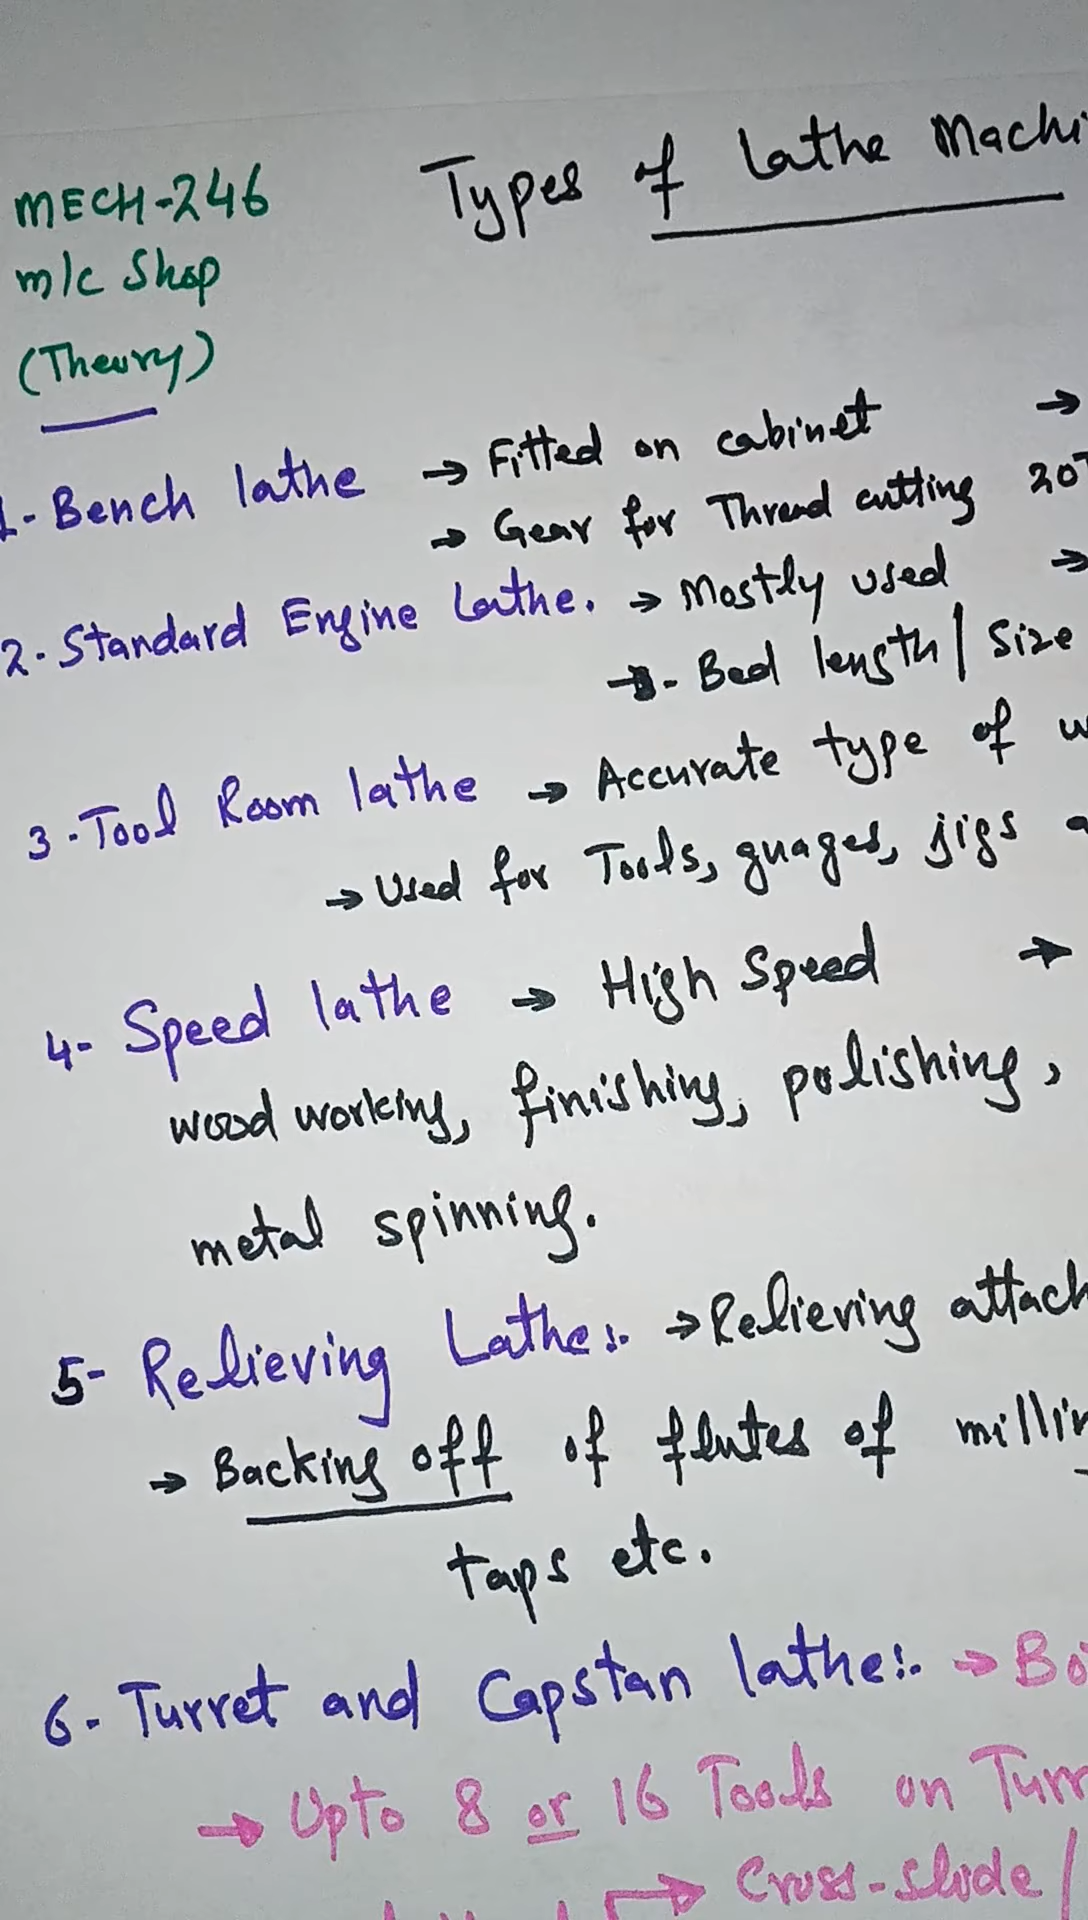 Types of Lathe Machi
MECH-246
m/c Shop
(Theory)
1-Bench lathe → Fitted on cabinet →
→ Gear for Thread cutting 20T
2-Standard Engine Lathe. → Mostly used →
→- Bed length / Size
3-Tool Room lathe → Accurate type of w
→ Used for Tools, guages, jigs a
4- Speed lathe → High Speed →
wood working, finishing, polishing,
metal spinning.
5- Relieving Lathe:- → Relieving attach
→ Backing off of flutes of millin
taps etc.
6- Turret and Capstan lathe:- → Bo
→ Upto 8 or 16 Tools on Turr
→ Cross-slide /